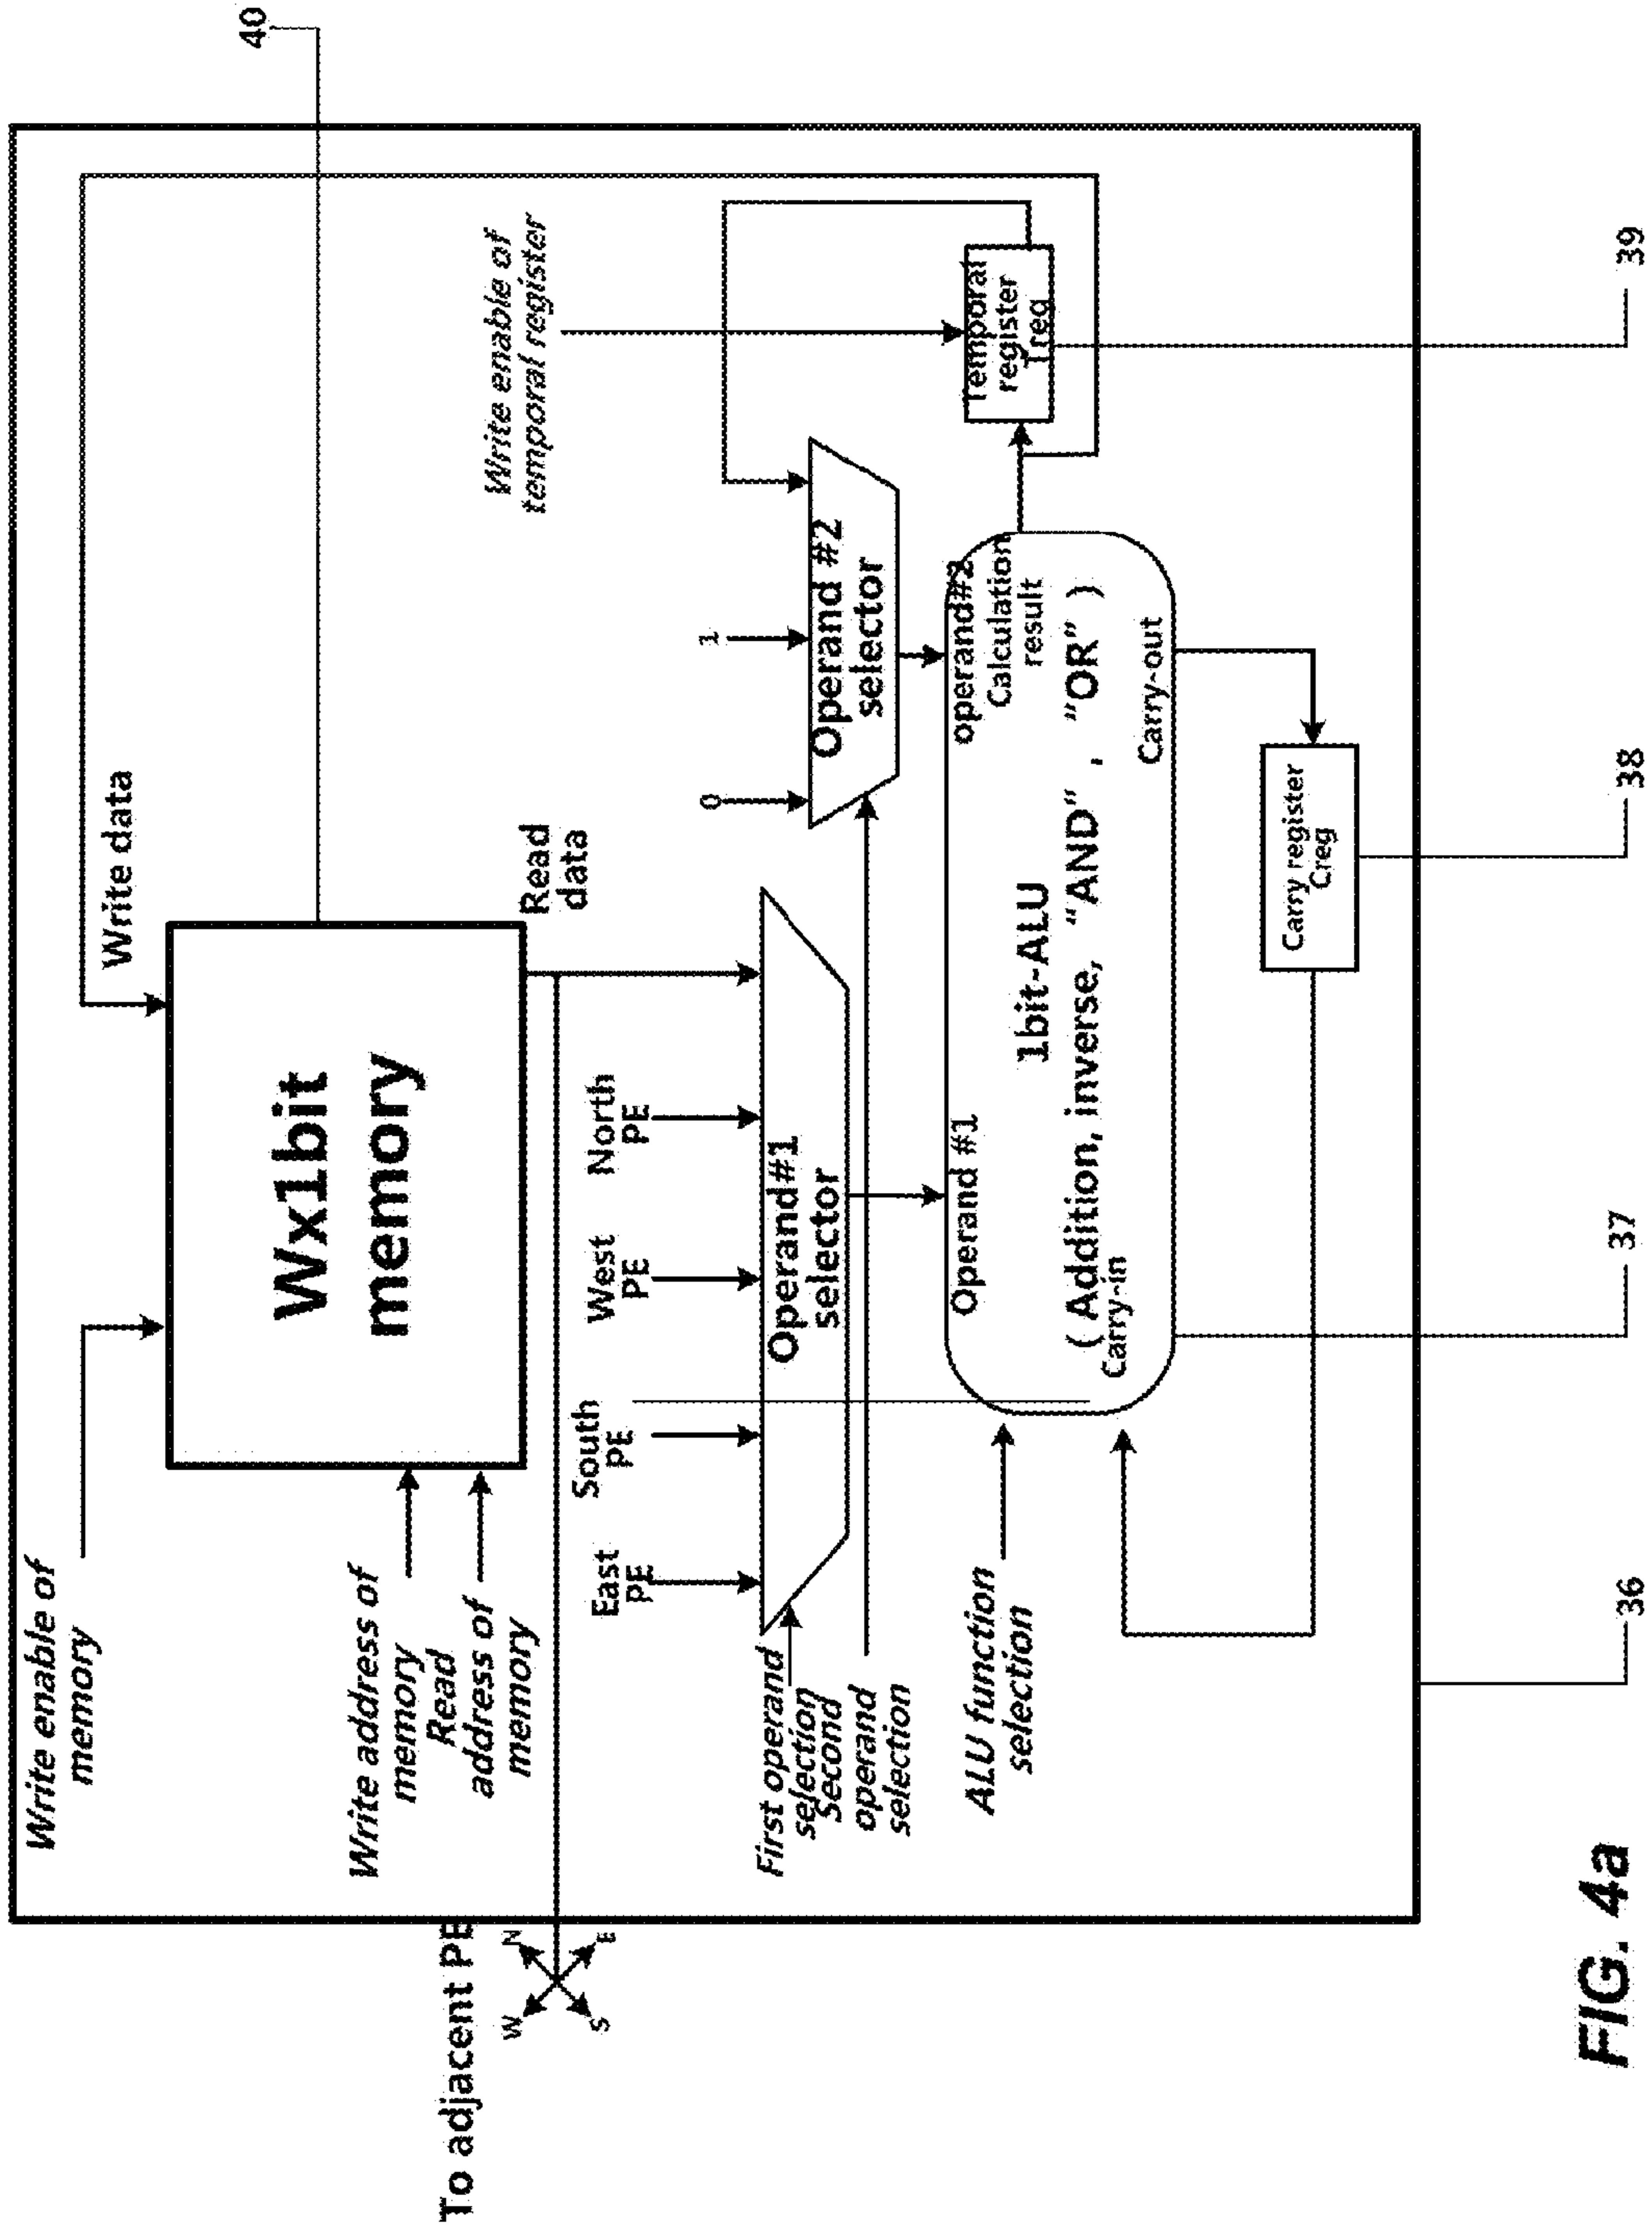 40
Write enable of
memory
Write data
Wx1bit
memory
Write address of
memory
Read
address of
memory
Read
data
To adjacent PE
W
N
S
E
Write enable of
temporal register
East
PE
South
PE
West
PE
North
PE
0
1
First operand
selection
Second
operand
selection
Operand#1
selector
Operand #2
selector
Temporal
register
Treg
ALU function
selection
Operand #1
operand#2
Calculation
result
1bit-ALU
( Addition, inverse, "AND" , "OR" )
Carry-in
Carry-out
Carry register
Creg
36
37
38
39
FIG. 4a